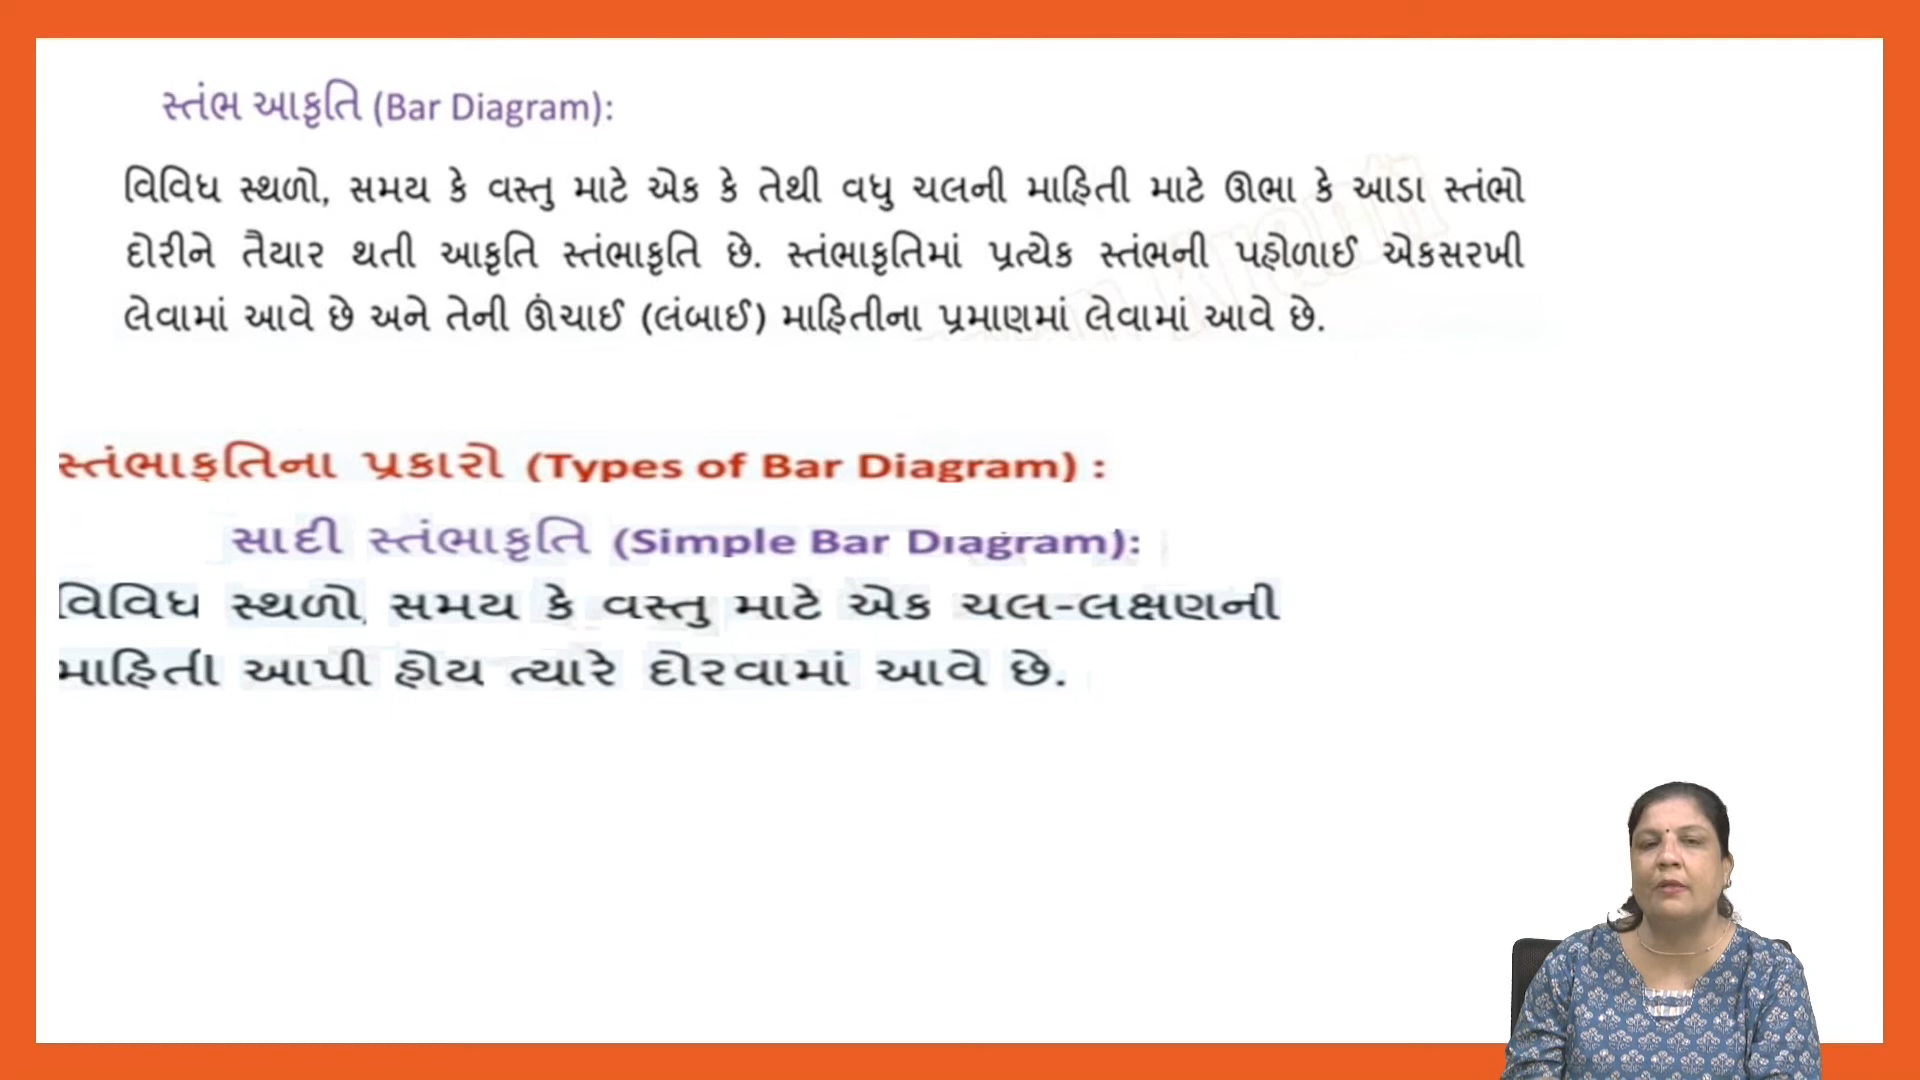 સ્તંભ આકૃતિ (Bar Diagram):
વિવિધ સ્થળો, સમય કે વસ્તુ માટે એક કે તેથી વધુ ચલની માહિતી માટે ઊભા કે આડા સ્તંભો
દોરીને તૈયાર થતી આકૃતિ સ્તંભાકૃતિ છે. સ્તંભાકૃતિમાં પ્રત્યેક સ્તંભની પહોળાઈ એકસરખી
લેવામાં આવે છે અને તેની ઊંચાઈ (લંબાઈ) માહિતીના પ્રમાણમાં લેવામાં આવે છે.
સ્તંભાકૃતિના પ્રકારો (Types of Bar Diagram) :
સાદી સ્તંભાકૃતિ (Simple Bar Diagram):
વિવિધ સ્થળો, સમય કે વસ્તુ માટે એક ચલ-લક્ષણની
માહિતી આપી હોય ત્યારે દોરવામાં આવે છે.